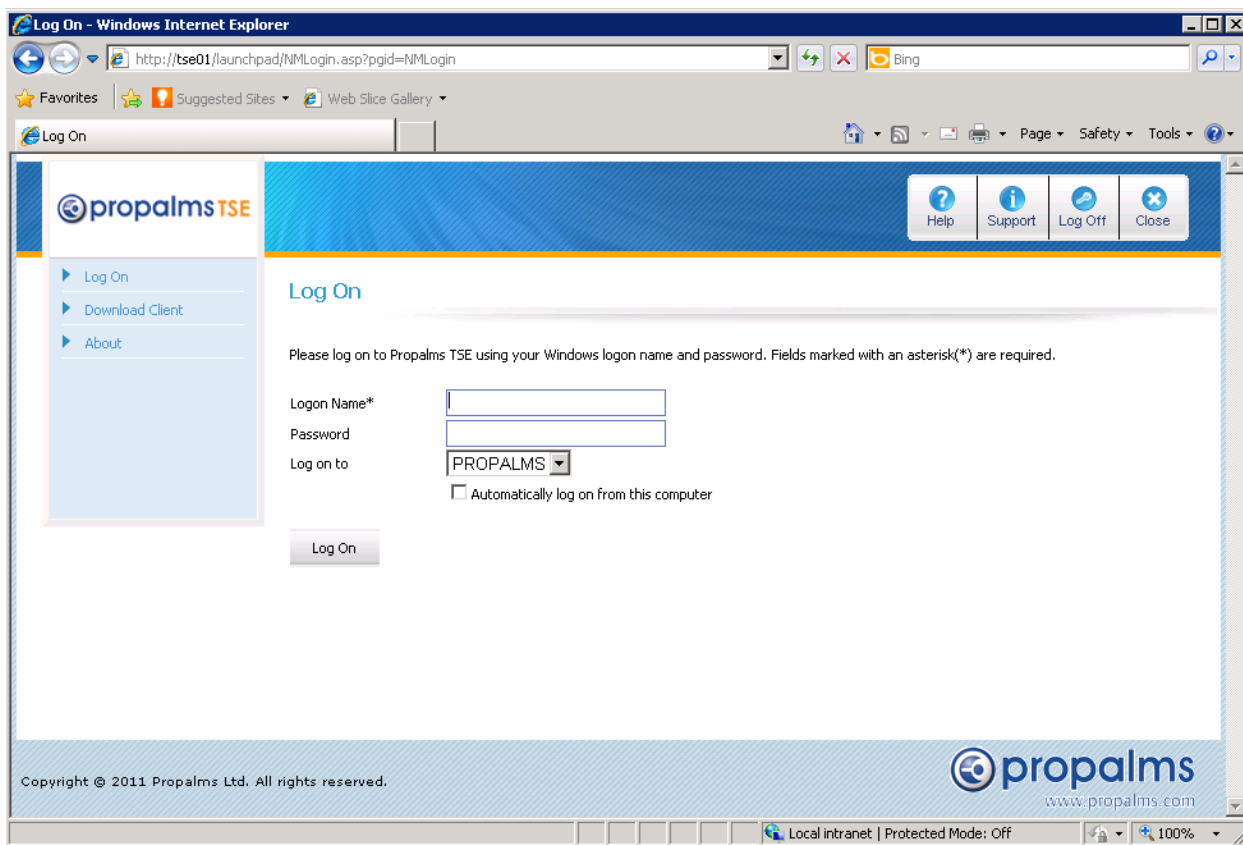 Log On - Windows Internet Explorer
http://tse01/launchpad/NMLogin.asp?pgid=NMLogin
Bing
Favorites
Suggested Sites
Web Slice Gallery
Log On
Page
Safety
Tools
propalms TSE
Help
Support
Log Off
Close
Log On
Download Client
About
Log On
Please log on to Propalms TSE using your Windows logon name and password. Fields marked with an asterisk(*) are required.
Logon Name*
Password
Log on to
PROPALMS
Automatically log on from this computer
Log On
Copyright © 2011 Propalms Ltd. All rights reserved.
propalms
www.propalms.com
Local intranet | Protected Mode: Off
100%